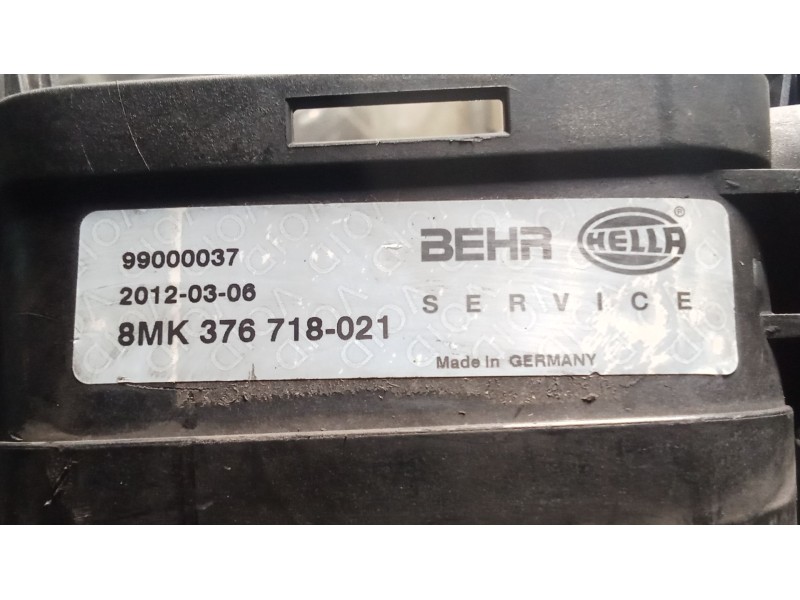 99000037
2012-03-06
8MK 376 718-021
BEHR HELLA ®
SERVICE
Made in GERMANY